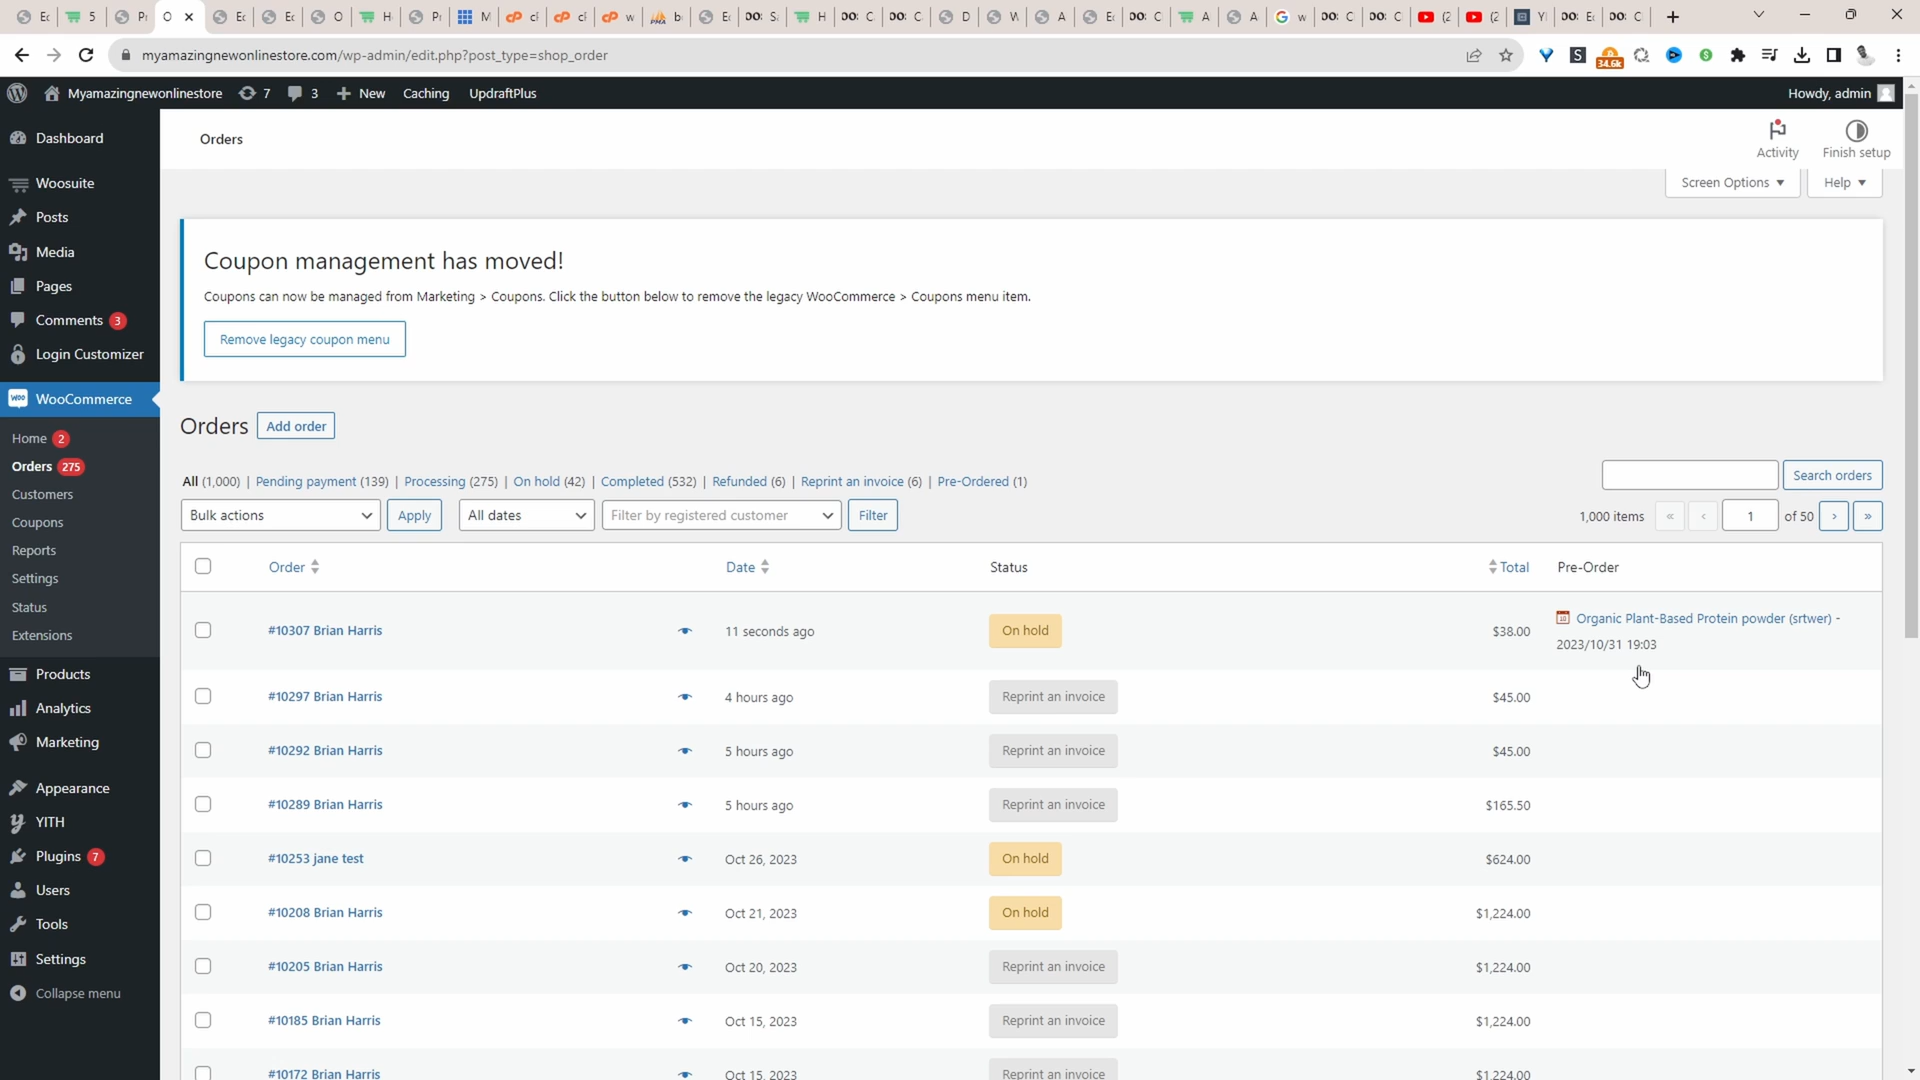 myamazingnewonlinestore.com/wp-admin/edit.php?post_type=shop_order
34.6k
Myamazingnewonlinestore 7 3 New Caching UpdraftPlus Howdy, admin
Dashboard
Woosuite
Posts
Media
Pages
Comments 3
Login Customizer
WooCommerce
Home 2
Orders 275
Customers
Coupons
Reports
Settings
Status
Extensions
Products
Analytics
Marketing
Appearance
YITH
Plugins 7
Users
Tools
Settings
Collapse menu
Orders
Activity
Finish setup
Screen Options
Help
Coupon management has moved!
Coupons can now be managed from Marketing > Coupons. Click the button below to remove the legacy WooCommerce > Coupons menu item.
Remove legacy coupon menu
Orders Add order
All (1,000) | Pending payment (139) | Processing (275) | On hold (42) | Completed (532) | Refunded (6) | Reprint an invoice (6) | Pre-Ordered (1)
Search orders
Bulk actions Apply All dates Filter by registered customer Filter
1,000 items « ‹ 1 of 50 › »
Order Date Status Total Pre-Order
#10307 Brian Harris 11 seconds ago On hold $38.00 Organic Plant-Based Protein powder (srtwer) -
2023/10/31 19:03
#10297 Brian Harris 4 hours ago Reprint an invoice $45.00
#10292 Brian Harris 5 hours ago Reprint an invoice $45.00
#10289 Brian Harris 5 hours ago Reprint an invoice $165.50
#10253 jane test Oct 26, 2023 On hold $624.00
#10208 Brian Harris Oct 21, 2023 On hold $1,224.00
#10205 Brian Harris Oct 20, 2023 Reprint an invoice $1,224.00
#10185 Brian Harris Oct 15, 2023 Reprint an invoice $1,224.00
#10172 Brian Harris Oct 15, 2023 Reprint an invoice $1,224.00